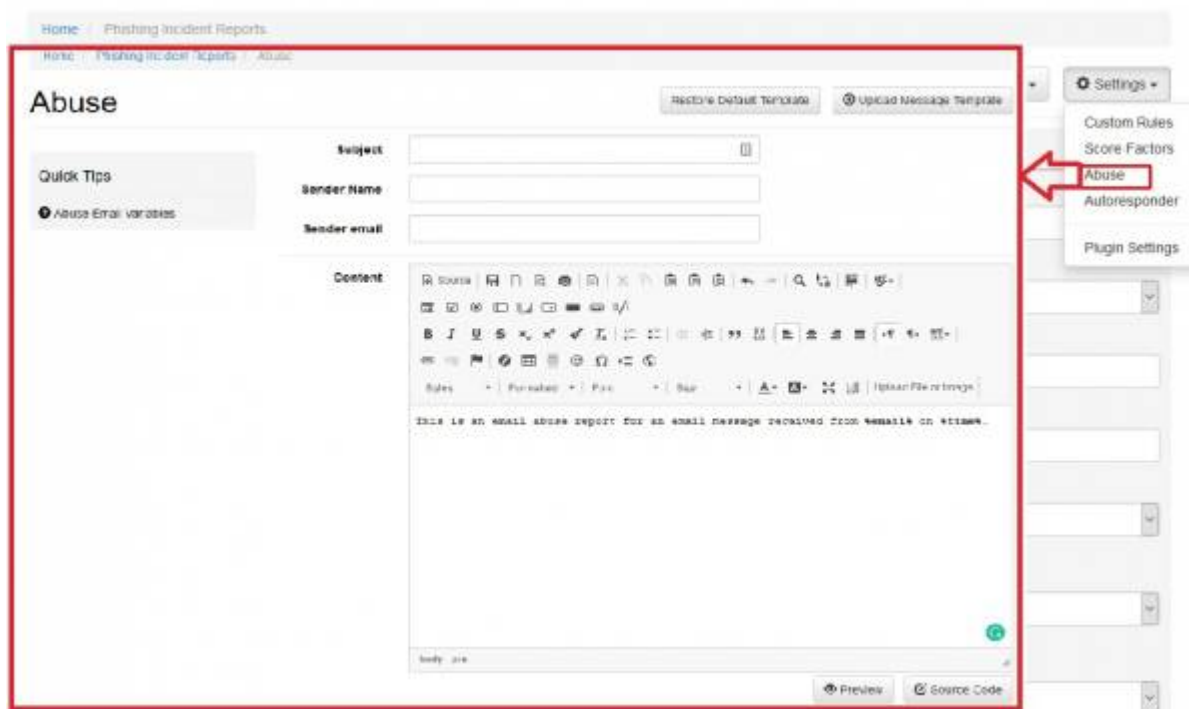 Home / Phishing Incident Reports
Home / Phishing Incident Reports / Abuse
Abuse
Restore Default Template
Upload Message Template
Settings
Custom Rules
Score Factors
Abuse
Autoresponder
Plugin Settings
Quick Tips
Abuse Email variables
Subject
Sender Name
Sender email
Content
Source
Styles
Font
Size
Upload File or Image
This is an email abuse report for an email message received from %email% on %time%.
body pre
Preview
Source Code